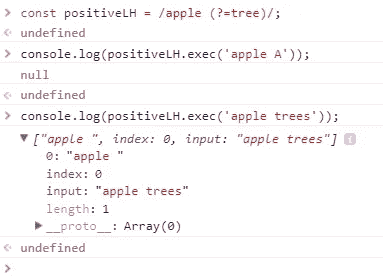 > const positiveLH = /apple (?=tree)/;
< undefined
> console.log(positiveLH.exec('apple A'));
null
< undefined
> console.log(positiveLH.exec('apple trees'));
▼ ["apple ", index: 0, input: "apple trees"] i
0: "apple "
index: 0
input: "apple trees"
length: 1
▶ __proto__: Array(0)
< undefined
>